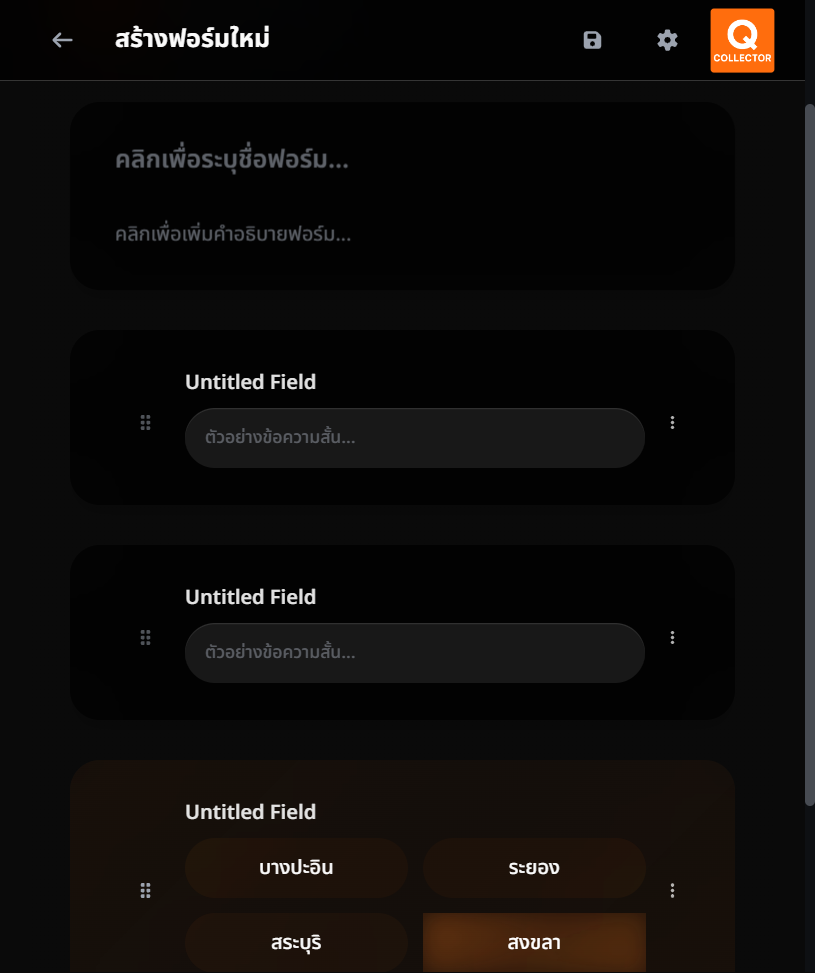 สร้างฟอร์มใหม่
Q
COLLECTOR
คลิกเพื่อระบุชื่อฟอร์ม...
คลิกเพื่อเพิ่มคำอธิบายฟอร์ม...
Untitled Field
ตัวอย่างข้อความสั้น...
Untitled Field
ตัวอย่างข้อความสั้น...
Untitled Field
บางปะอิน ระยอง
สระบุริ สงขลา